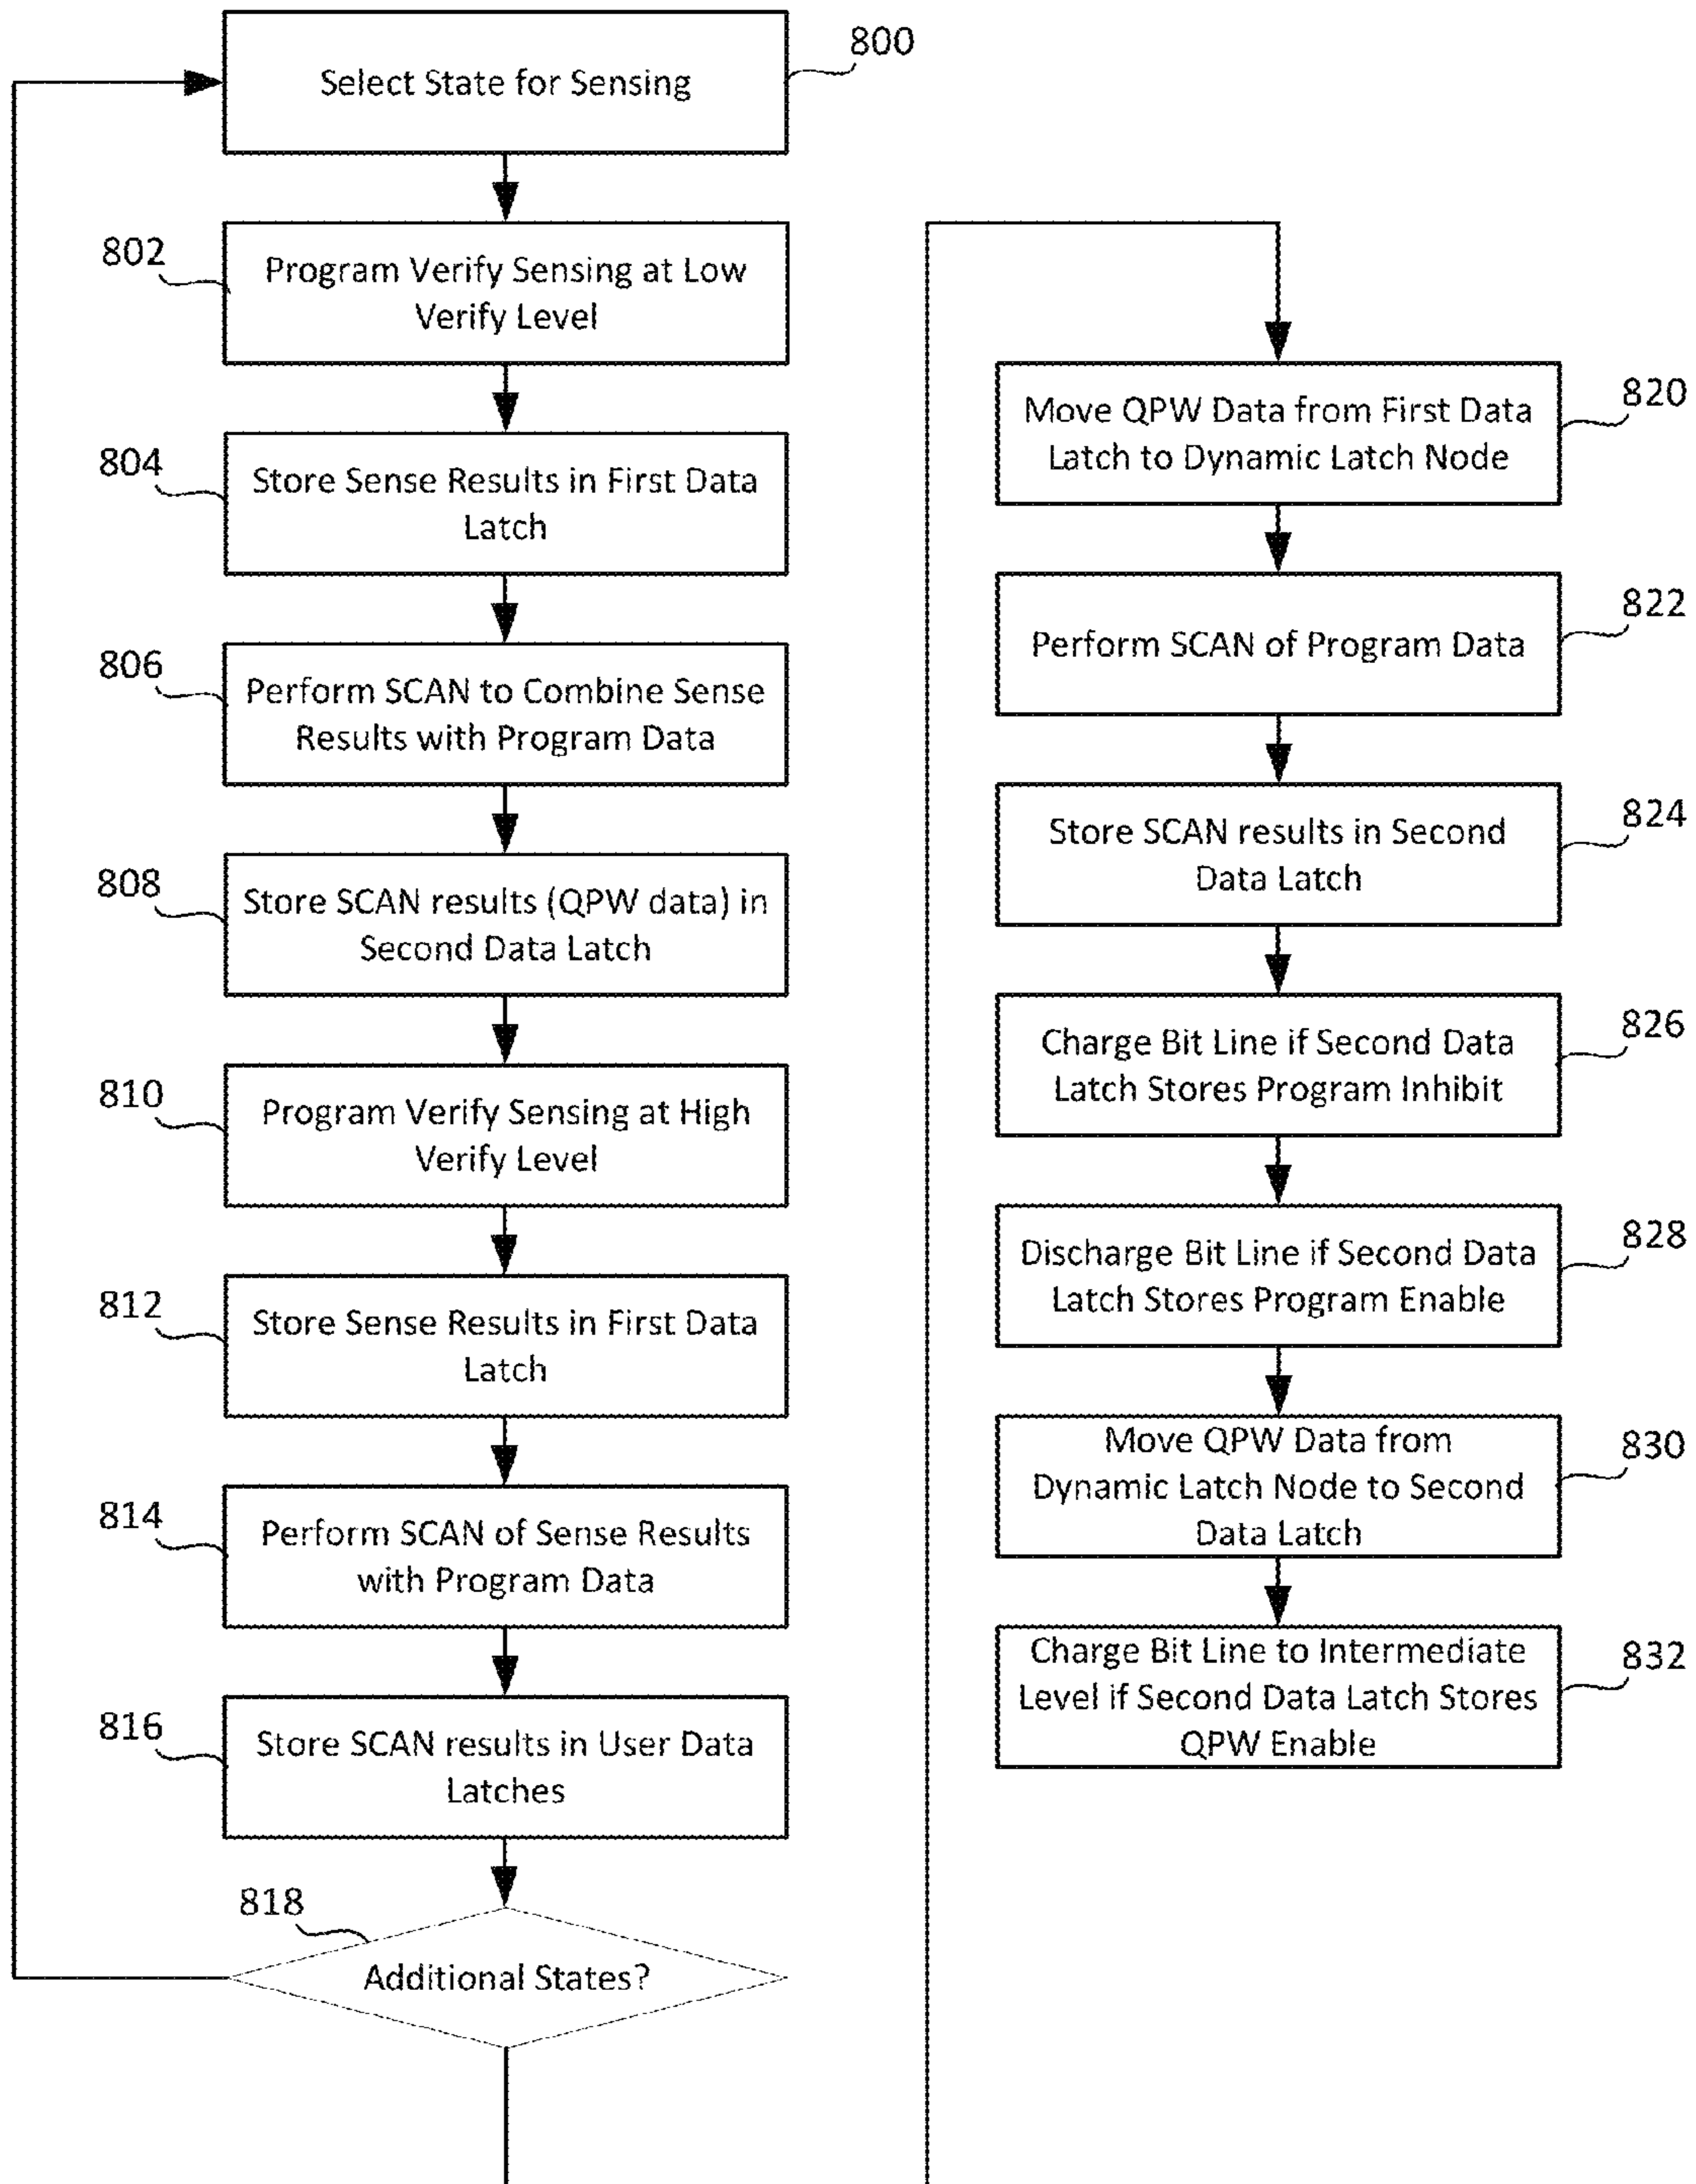 800
Select State for Sensing
802
Program Verify Sensing at Low
Verify Level
804
Store Sense Results in First Data
Latch
806
Perform SCAN to Combine Sense
Results with Program Data
808
Store SCAN results (QPW data) in
Second Data Latch
810
Program Verify Sensing at High
Verify Level
812
Store Sense Results in First Data
Latch
814
Perform SCAN of Sense Results
with Program Data
816
Store SCAN results in User Data
Latches
818
Additional States?
820
Move QPW Data from First Data
Latch to Dynamic Latch Node
822
Perform SCAN of Program Data
824
Store SCAN results in Second
Data Latch
826
Charge Bit Line if Second Data
Latch Stores Program Inhibit
828
Discharge Bit Line if Second Data
Latch Stores Program Enable
830
Move QPW Data from
Dynamic Latch Node to Second
Data Latch
832
Charge Bit Line to Intermediate
Level if Second Data Latch Stores
QPW Enable